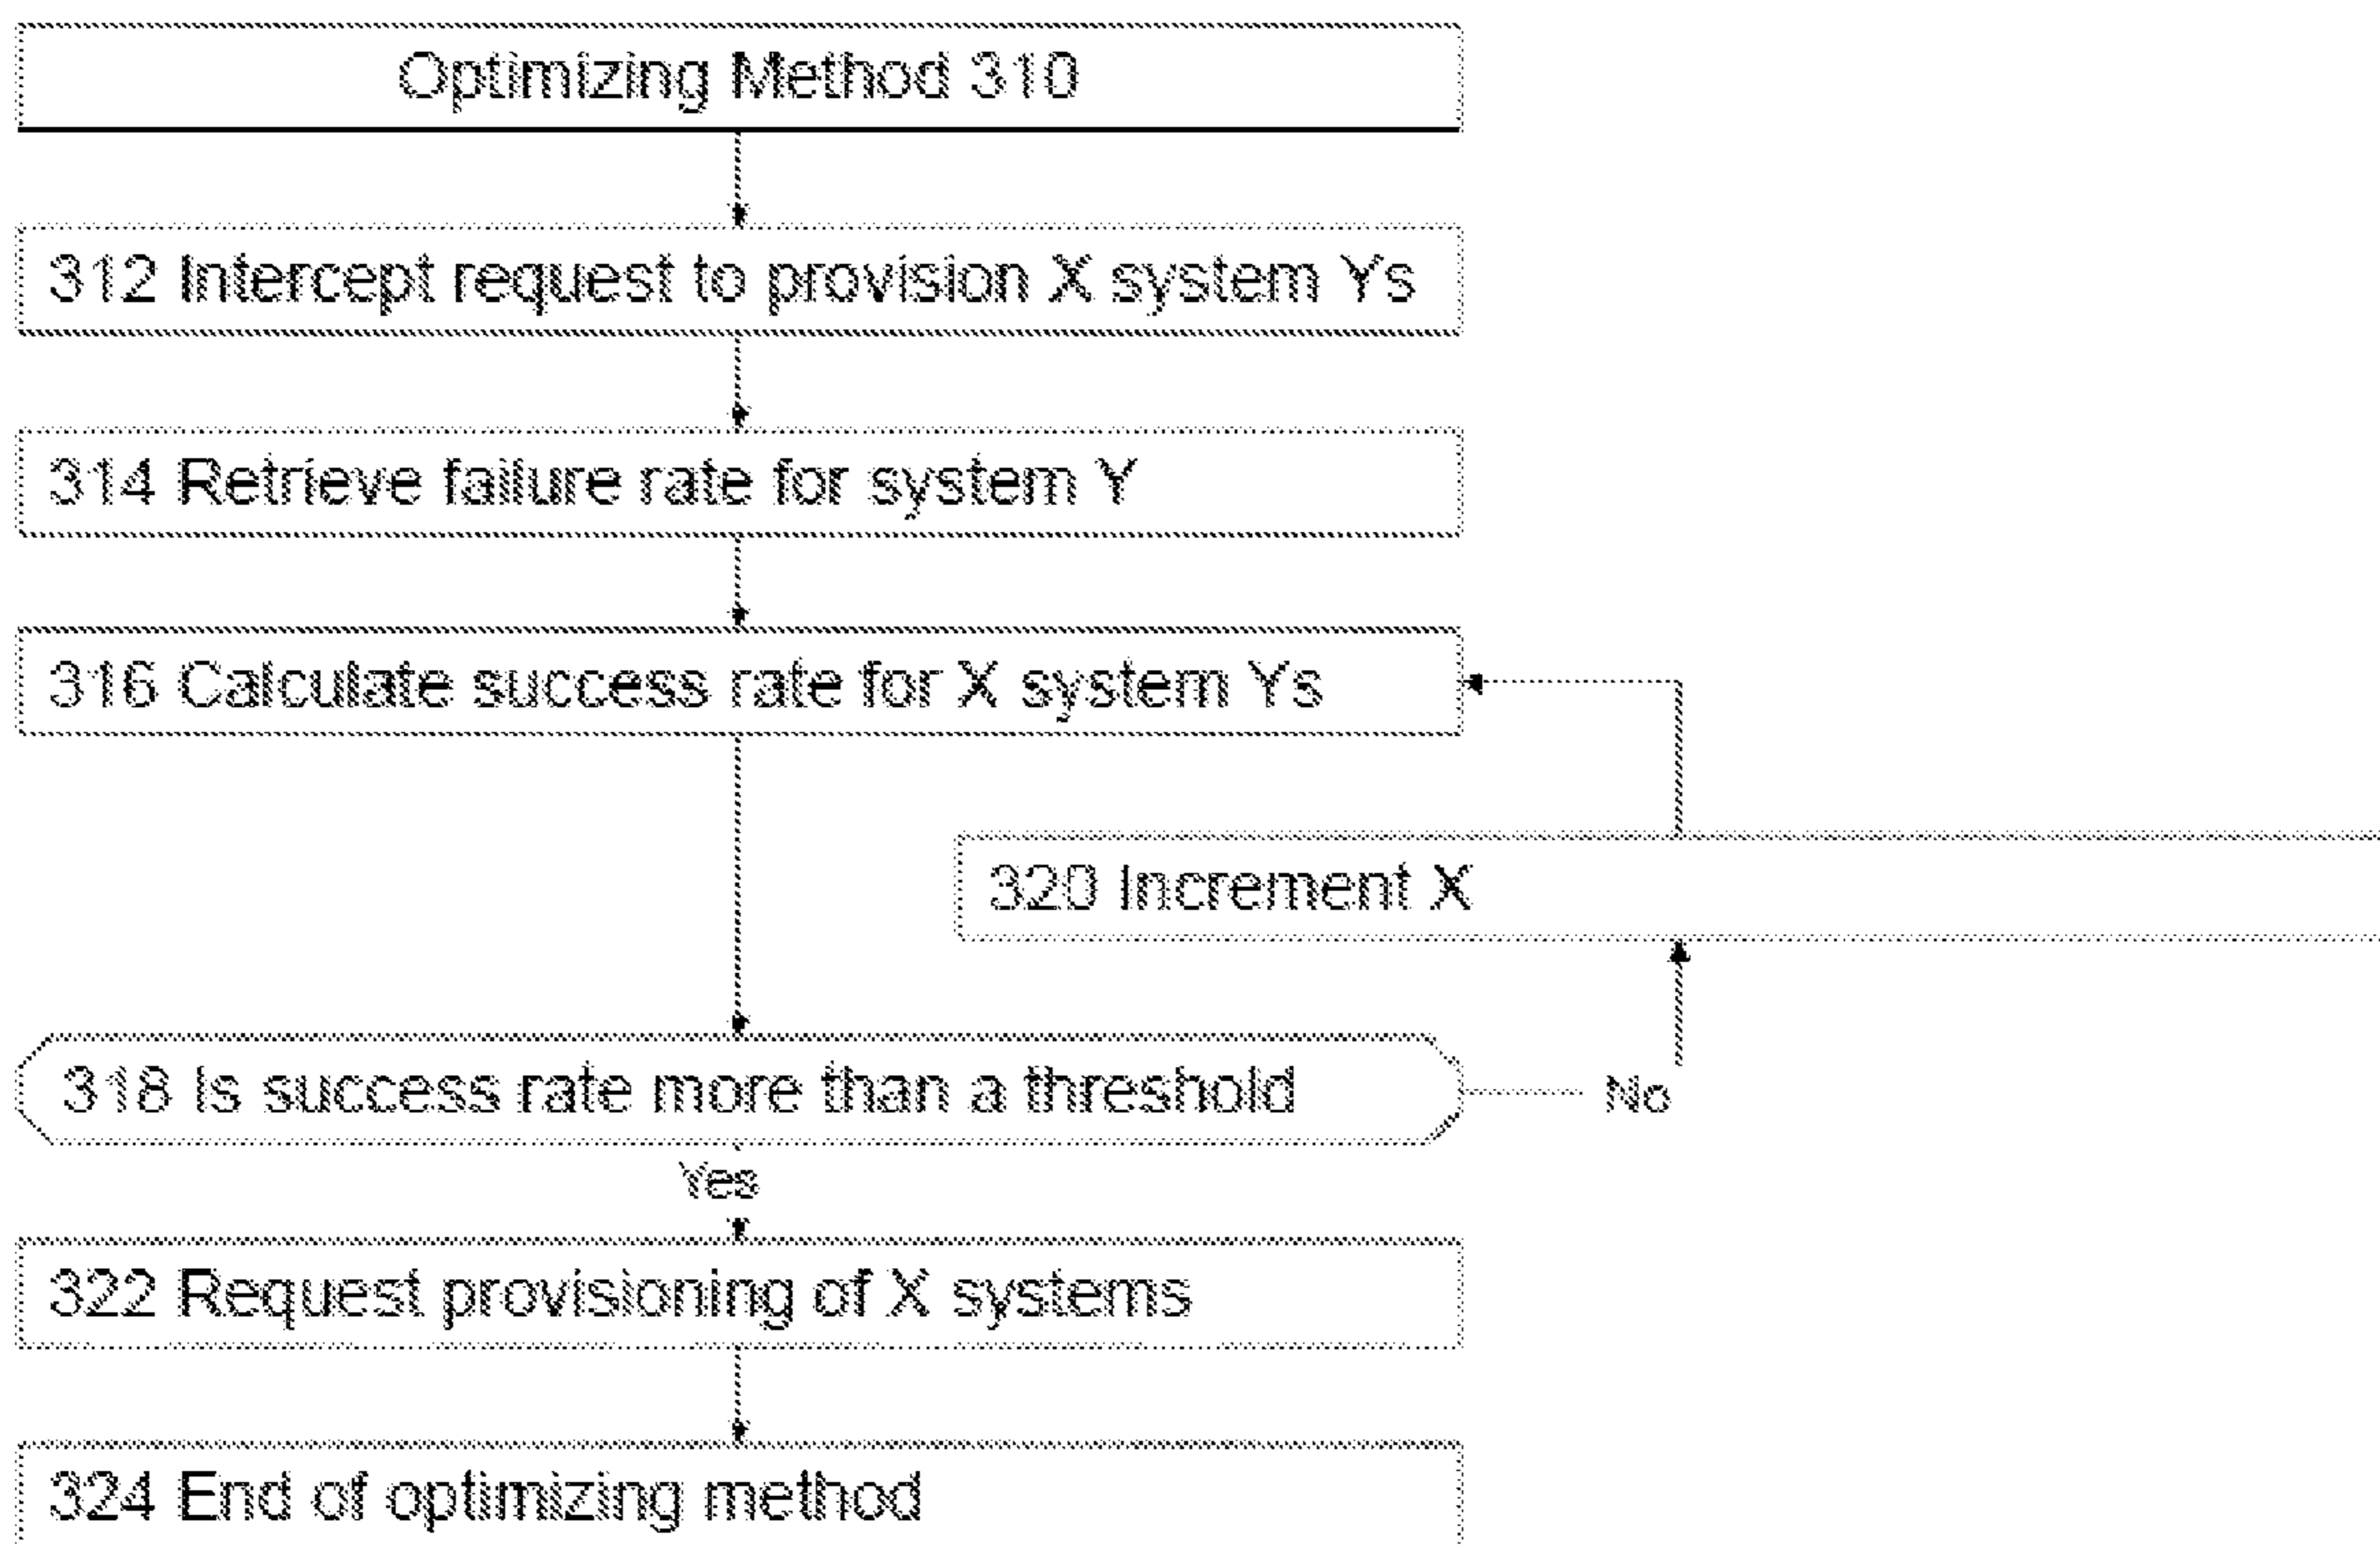 Optimizing Method 310
312 Intercept request to provision X system Ys
314 Retrieve failure rate for system Y
316 Calculate success rate for X system Ys
320 Increment X
318 Is success rate more than a threshold
No
Yes
322 Request provisioning of X systems
324 End of optimizing method